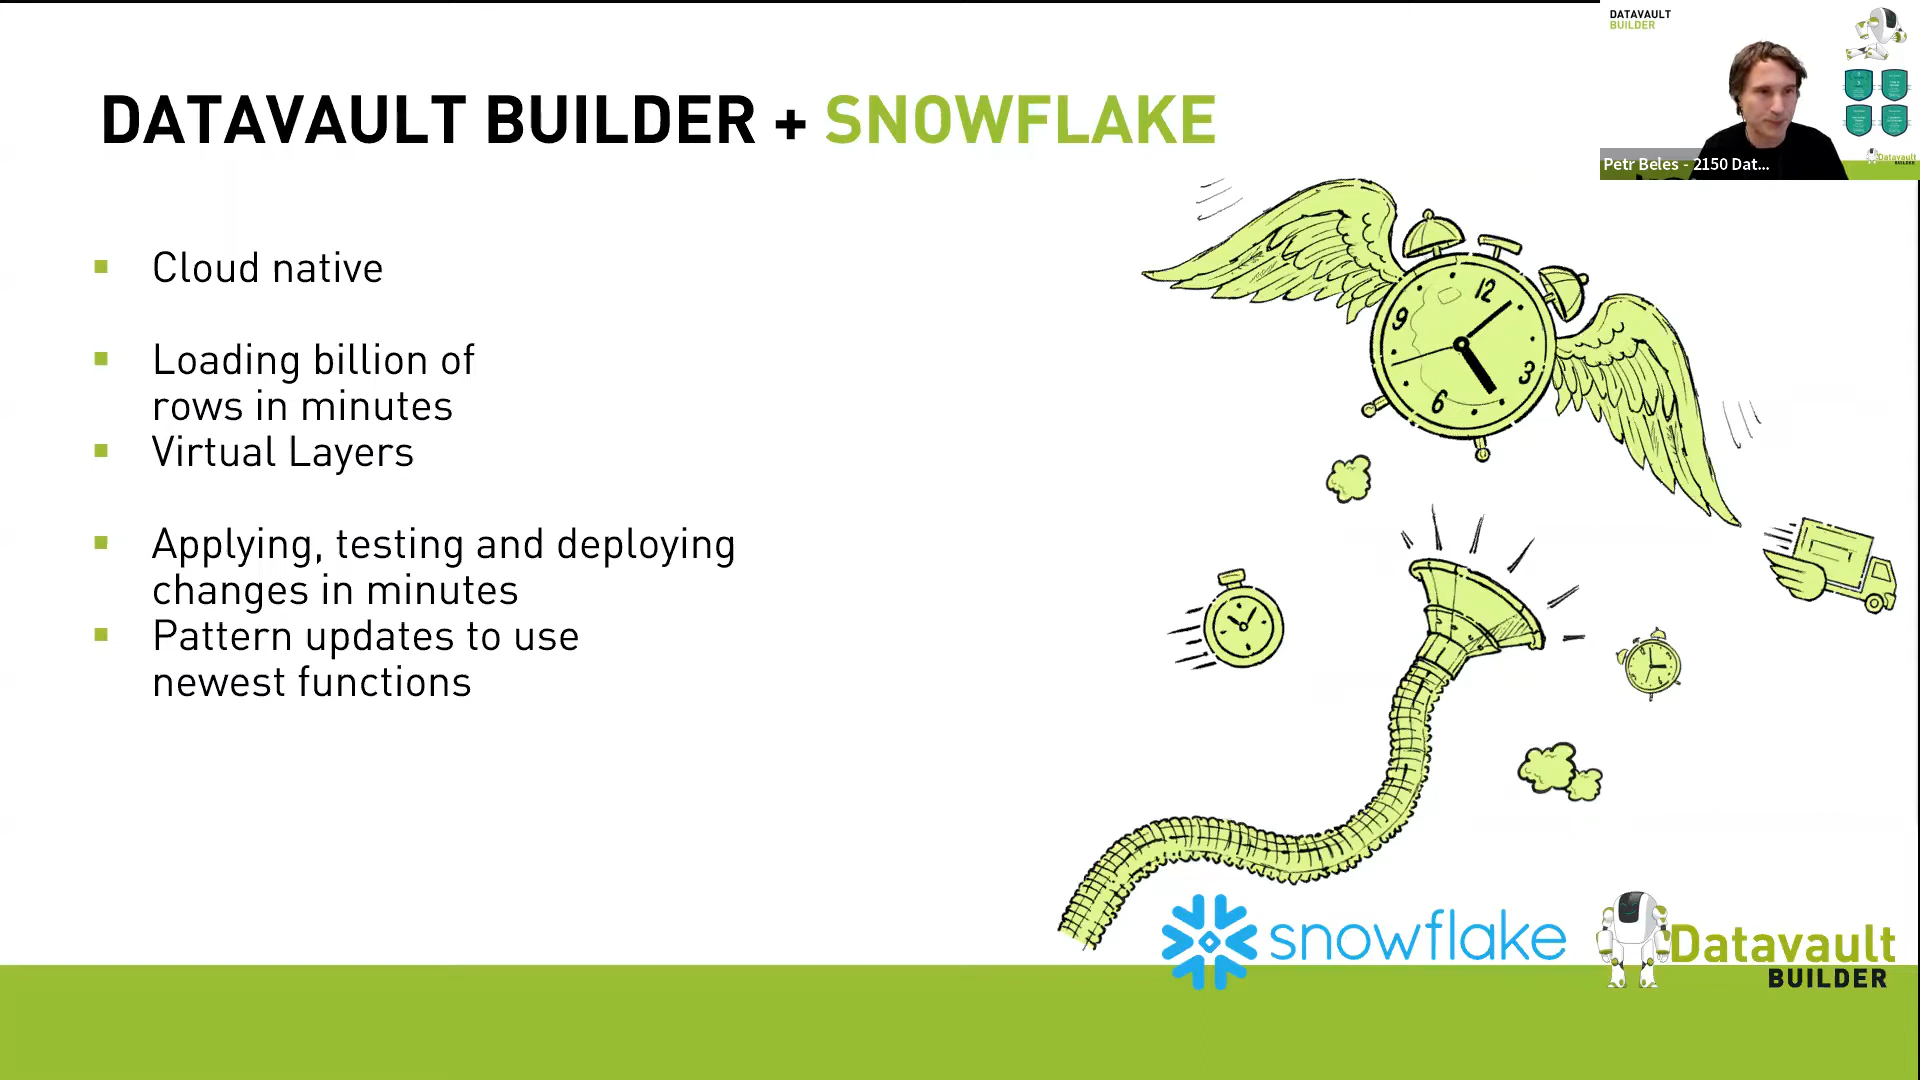 DATAVAULT
BUILDER
DATAVAULT BUILDER + SNOWFLAKE
Petr Beles - 2150 Dat...
Datavault
BUILDER
Cloud native
Loading billion of
rows in minutes
Virtual Layers
Applying, testing and deploying
changes in minutes
Pattern updates to use
newest functions
12
9
3
6
snowflake
Datavault
BUILDER